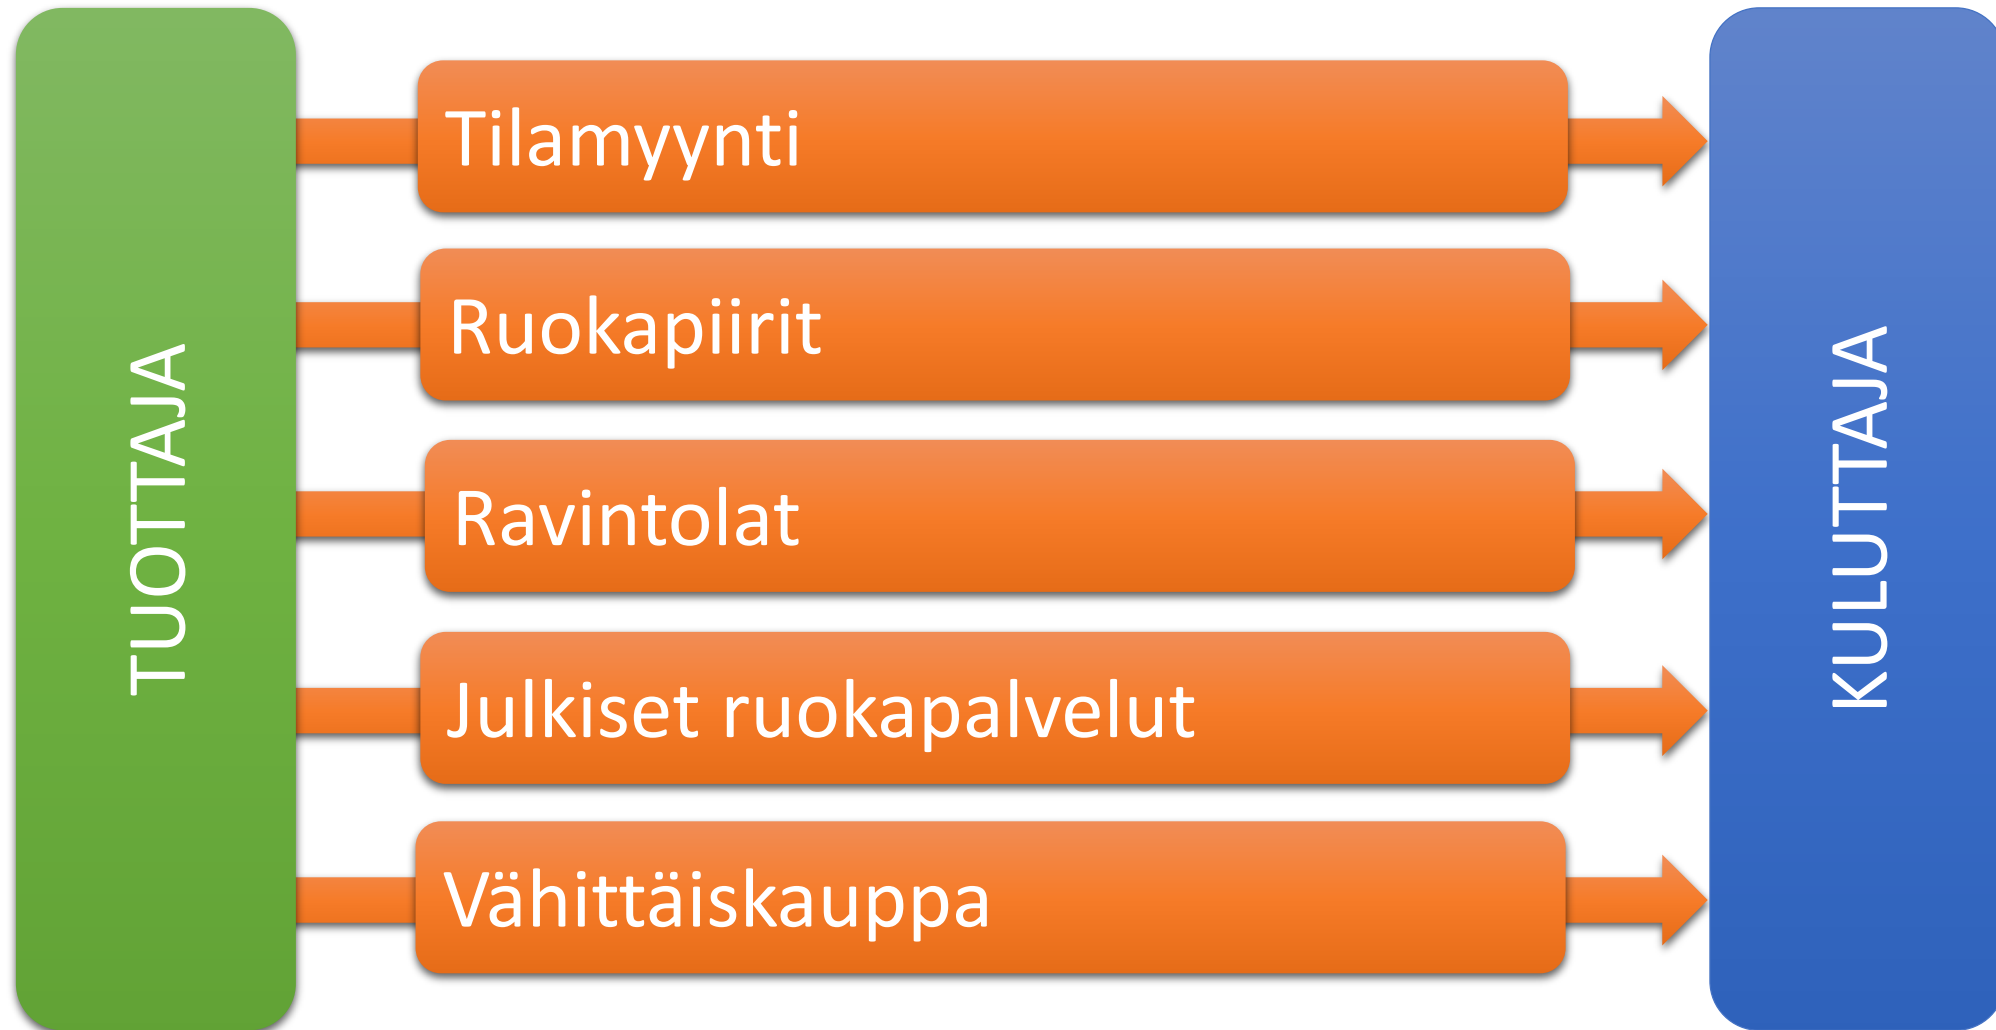 TUOTTAJA
Tilamyynti
Ruokapiirit
Ravintolat
Julkiset ruokapalvelut
Vähittäiskauppa
KULUTTAJA